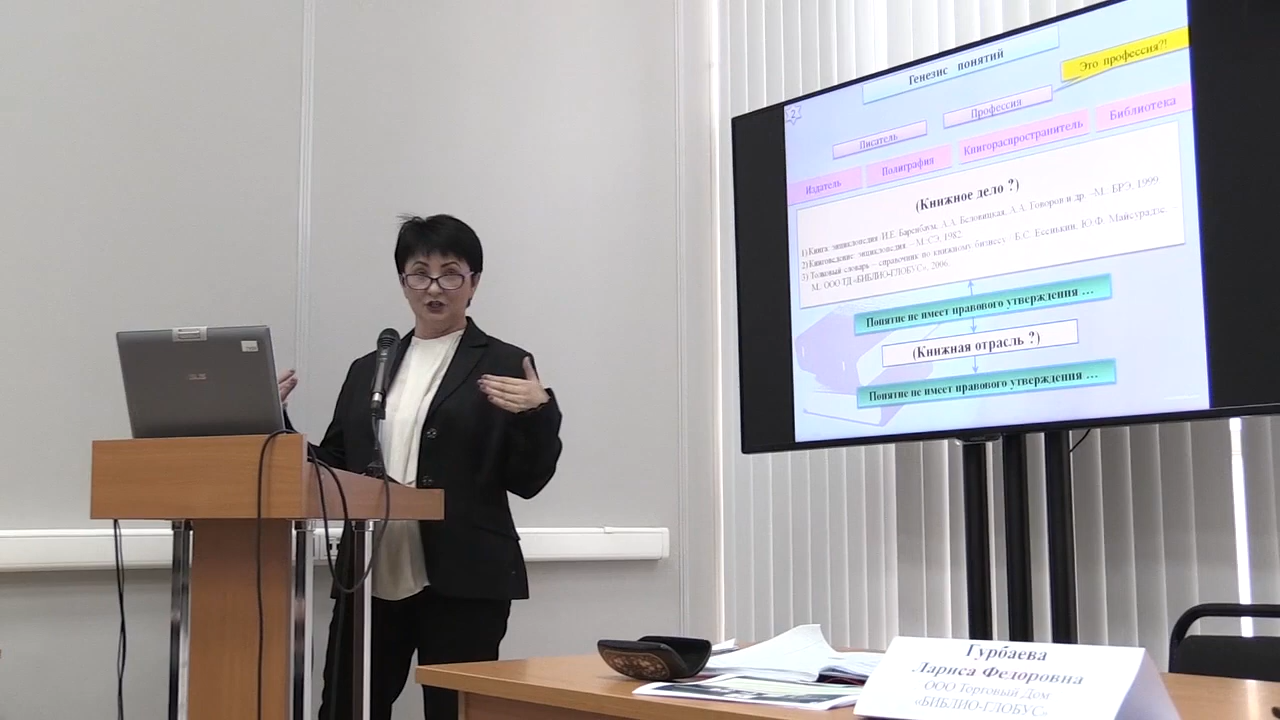 Генезис понятий
Это профессия?!
2
Профессия
Писатель
Издатель
Полиграфия
Книгораспространитель
Библиотека
(Книжное дело ?)
1) Книга: энциклопедия /И.Е. Баренбаум, А.А. Беловицкая, А.А. Говоров и др. –М.: БРЭ, 1999
2) Книговедение: энциклопедия. – М.: СЭ, 1982
3) Толковый словарь – справочник по книжному бизнесу / Б.С. Есенькин, Ю.Ф. Майсурадзе. –
М.: ООО ТД «БИБЛИО-ГЛОБУС», 2006.
Понятие не имеет правового утверждения …
(Книжная отрасль ?)
Понятие не имеет правового утверждения …
Гурбаева
Лариса Федоровна
ООО Торговый Дом
«БИБЛИО-ГЛОБУС»